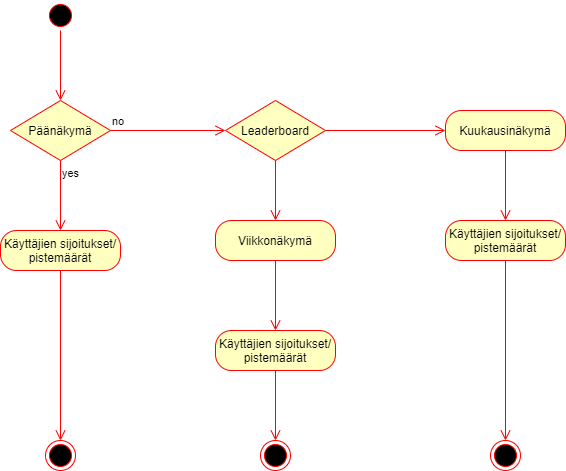 Päänäkymä
no
Leaderboard
Kuukausinäkymä
yes
Käyttäjien sijoitukset/
pistemäärät
Viikkonäkymä
Käyttäjien sijoitukset/
pistemäärät
Käyttäjien sijoitukset/
pistemäärät